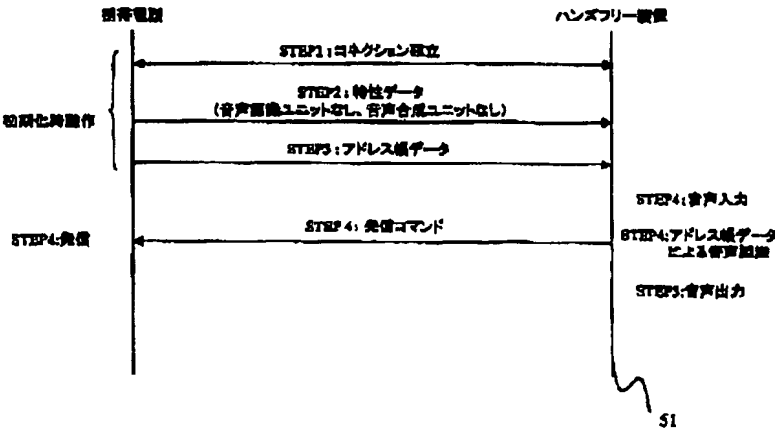 携帯電話
ハンズフリー装置
STEP1:コネクション確立
STEP2:特性データ
(音声認識ユニットなし、音声合成ユニットなし)
初期化時動作
STEP3:アドレス帳データ
STEP4:音声入力
STEP4:発信
STEP4:発信コマンド
STEP4:アドレス帳データ
による音声認識
STEP3:音声出力
51